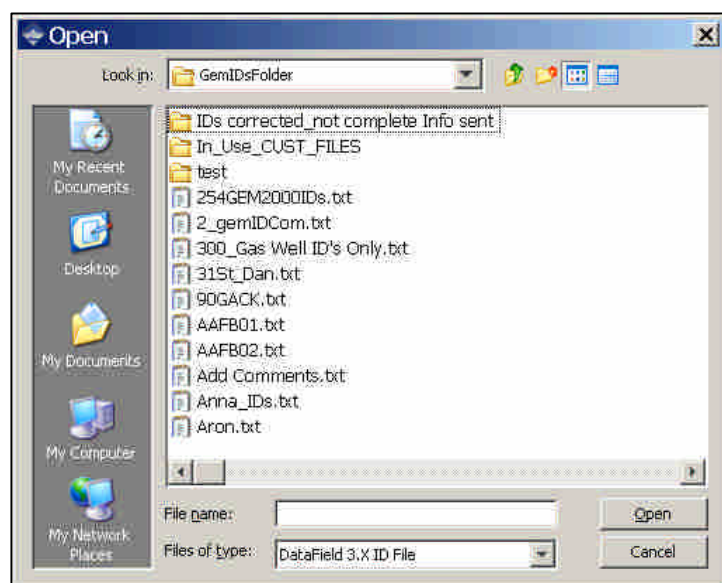 Open
Look in: GemIDsFolder
My Recent Documents
Desktop
My Documents
My Computer
My Network Places
IDs corrected_not complete Info sent
In_Use_CUST_FILES
test
254GEM2000IDs.txt
2_gemIDCom.txt
300_Gas Well ID's Only.txt
31St_Dan.txt
90GACK.txt
AAFB01.txt
AAFB02.txt
Add Comments.txt
Anna_IDs.txt
Aron.txt
File name:
Open
Files of type: DataField 3.X ID File
Cancel